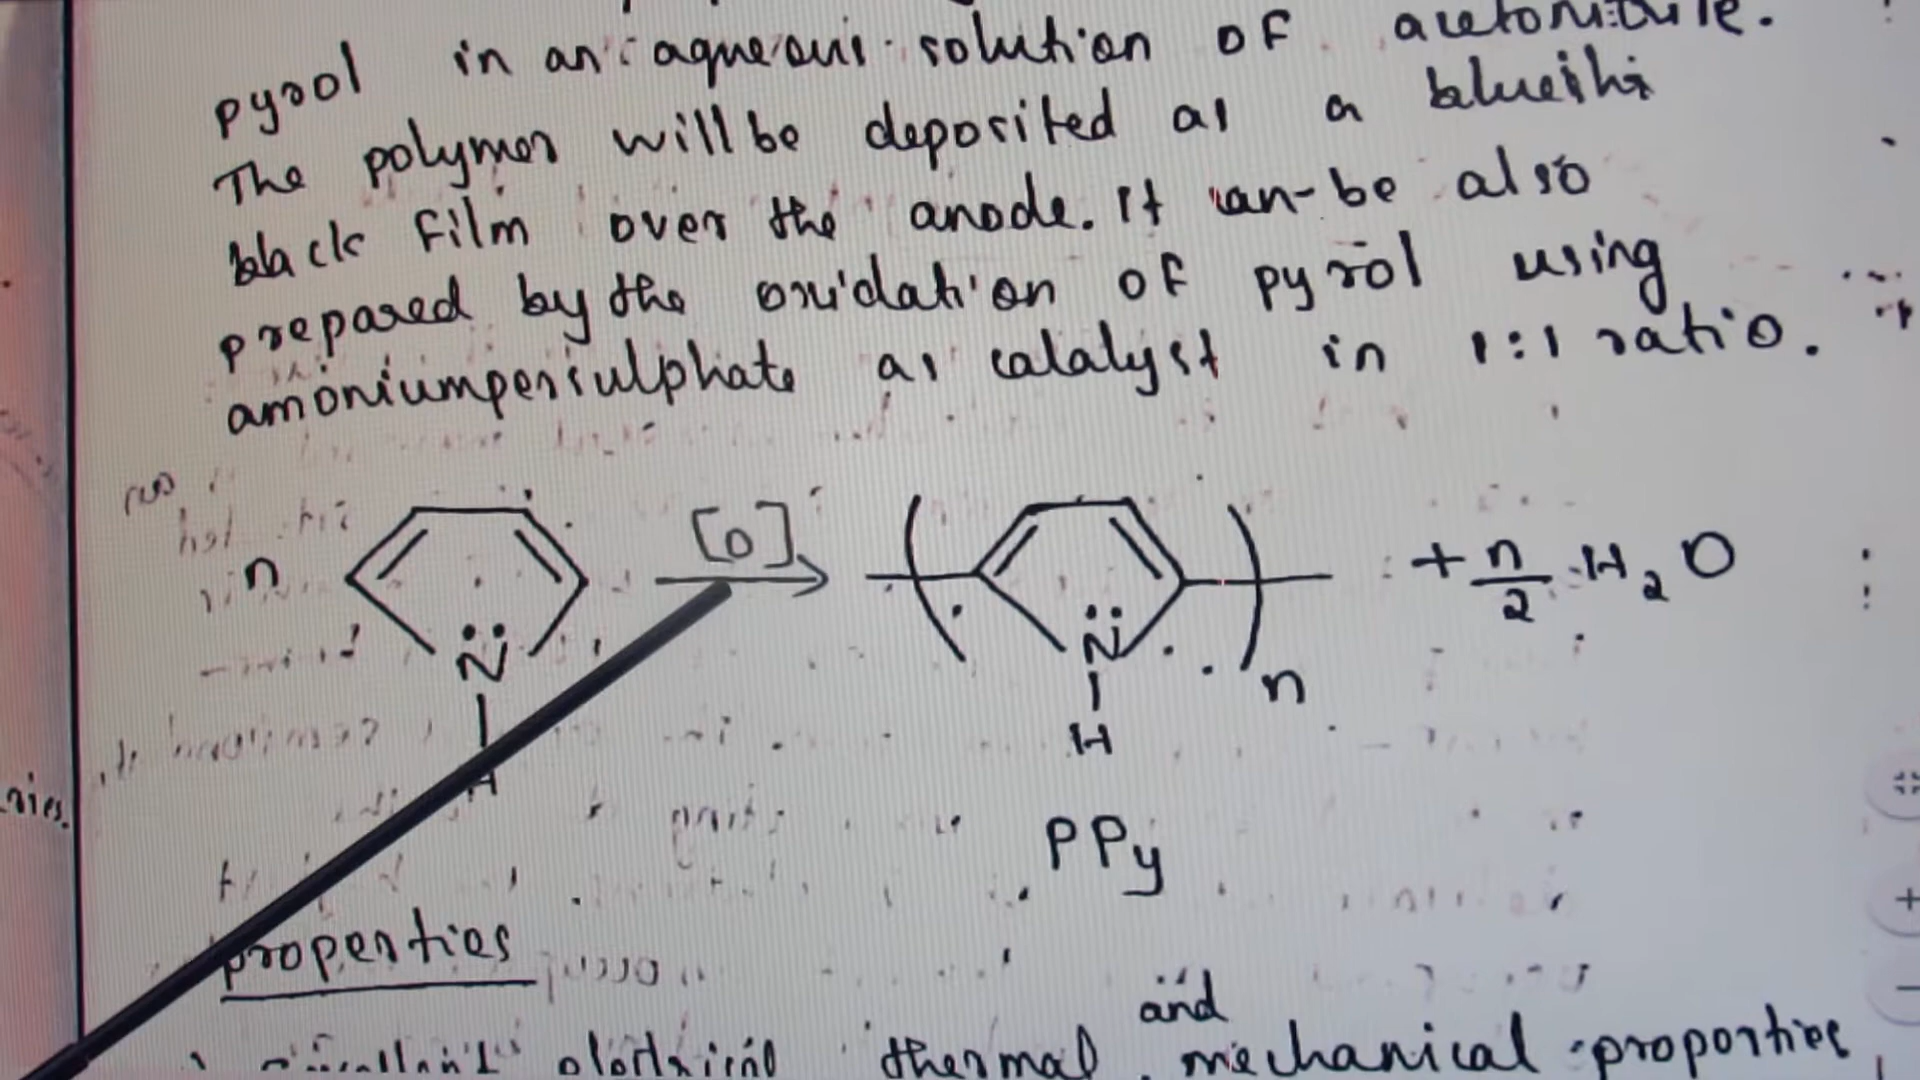 pyrol in an aqueous solution of acetonitrile.
The polymer will be deposited as a blueish
black film over the anode. It can be also
prepared by the oxidation of pyrol using
amoniumpersulphate as catalyst in 1:1 ratio.
n N H [O] ( N H ) n + n/2 H2O
PPy
properties
and
thermal mechanical properties